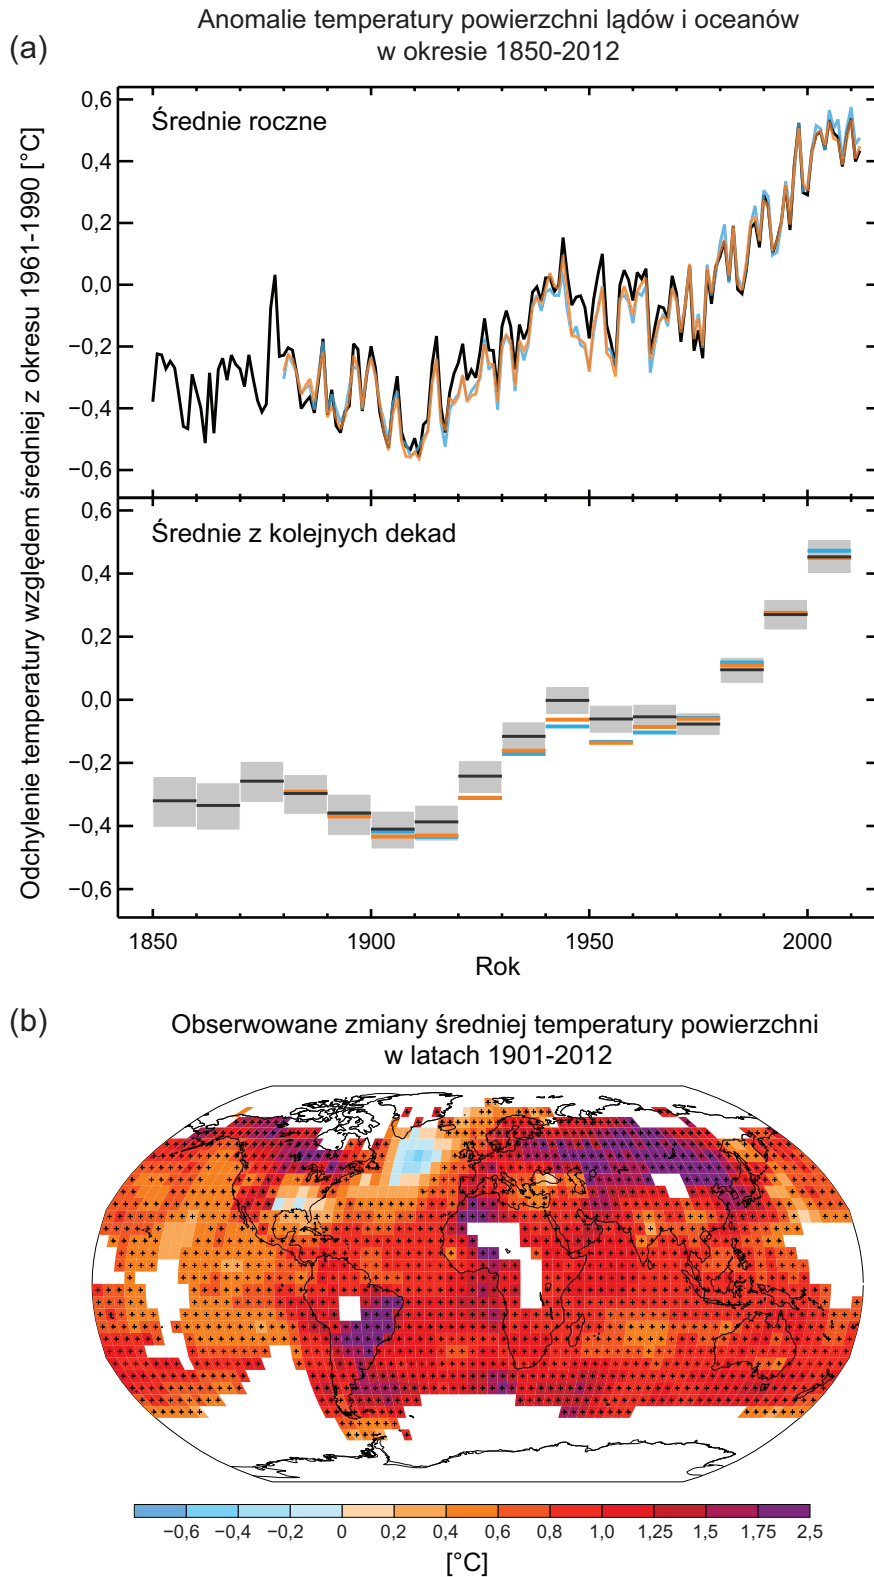 Anomalie temperatury powierzchni lądów i oceanów
w okresie 1850-2012
(a)
Odchylenie temperatury względem średniej z okresu 1961-1990 [°C]
Średnie roczne
0,6
0,4
0,2
0,0
−0,2
−0,4
−0,6
Średnie z kolejnych dekad
0,6
0,4
0,2
0,0
−0,2
−0,4
−0,6
1850 1900 1950 2000
Rok
(b)
Obserwowane zmiany średniej temperatury powierzchni
w latach 1901-2012
−0,6 −0,4 −0,2 0 0,2 0,4 0,6 0,8 1,0 1,25 1,5 1,75 2,5
[°C]